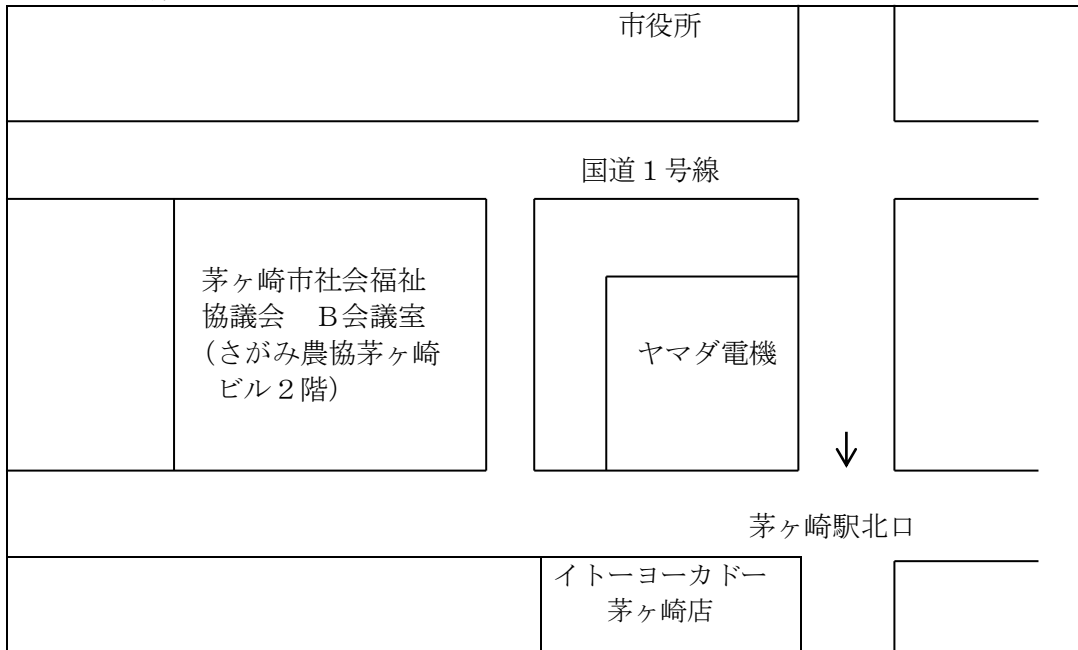 市役所
国道１号線
茅ヶ崎市社会福祉
協議会　Ｂ会議室
（さがみ農協茅ヶ崎
ビル２階）
ヤマダ電機
茅ヶ崎駅北口
イトーヨーカドー
茅ヶ崎店